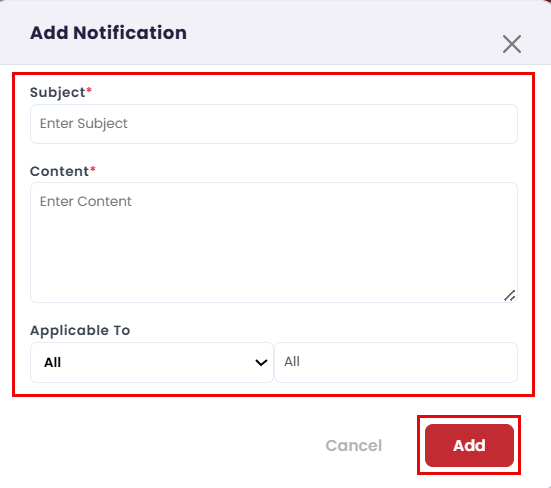 Add Notification
Subject*
Enter Subject
Content*
Enter Content
Applicable To
All All
Cancel Add